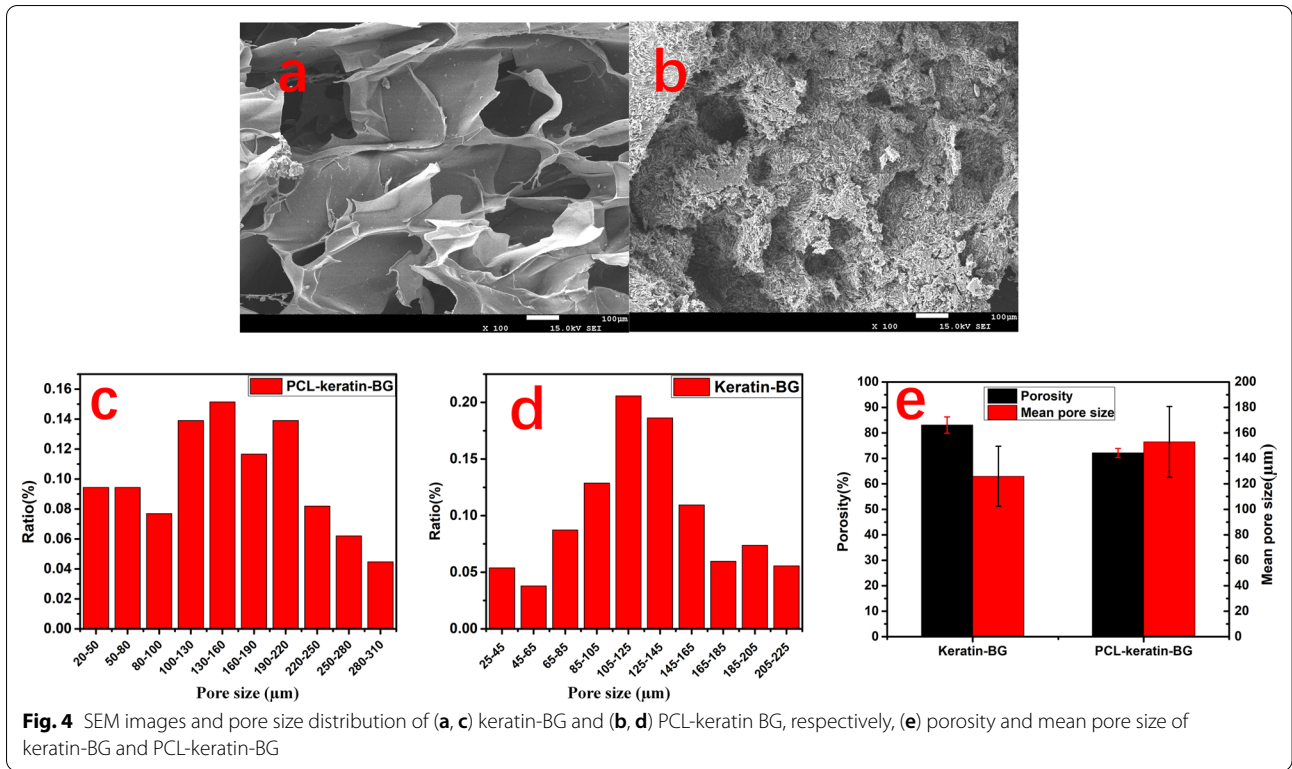 a
b
X 100 15.0kV SEI 100µm
X 100 15.0kV SEI 100µm
c
PCL-keratin-BG
Ratio(%)
0.16
0.14
0.12
0.10
0.08
0.06
0.04
0.02
0.00
20-50 50-80 80-100 100-130 130-160 160-190 190-220 220-250 250-280 280-310
Pore size (µm)
d
Keratin-BG
Ratio(%)
0.20
0.15
0.10
0.05
0.00
25-45 45-65 65-85 85-105 105-125 125-145 145-165 165-185 185-205 205-225
Pore size (µm)
e
Porosity
Mean pore size
Porosity(%)
100
90
80
70
60
50
40
30
20
10
0
Keratin-BG PCL-keratin-BG
200
180
160
140
120
100
80
60
40
20
0
Mean pore size(µm)
Fig. 4 SEM images and pore size distribution of (a, c) keratin-BG and (b, d) PCL-keratin BG, respectively, (e) porosity and mean pore size of
keratin-BG and PCL-keratin-BG